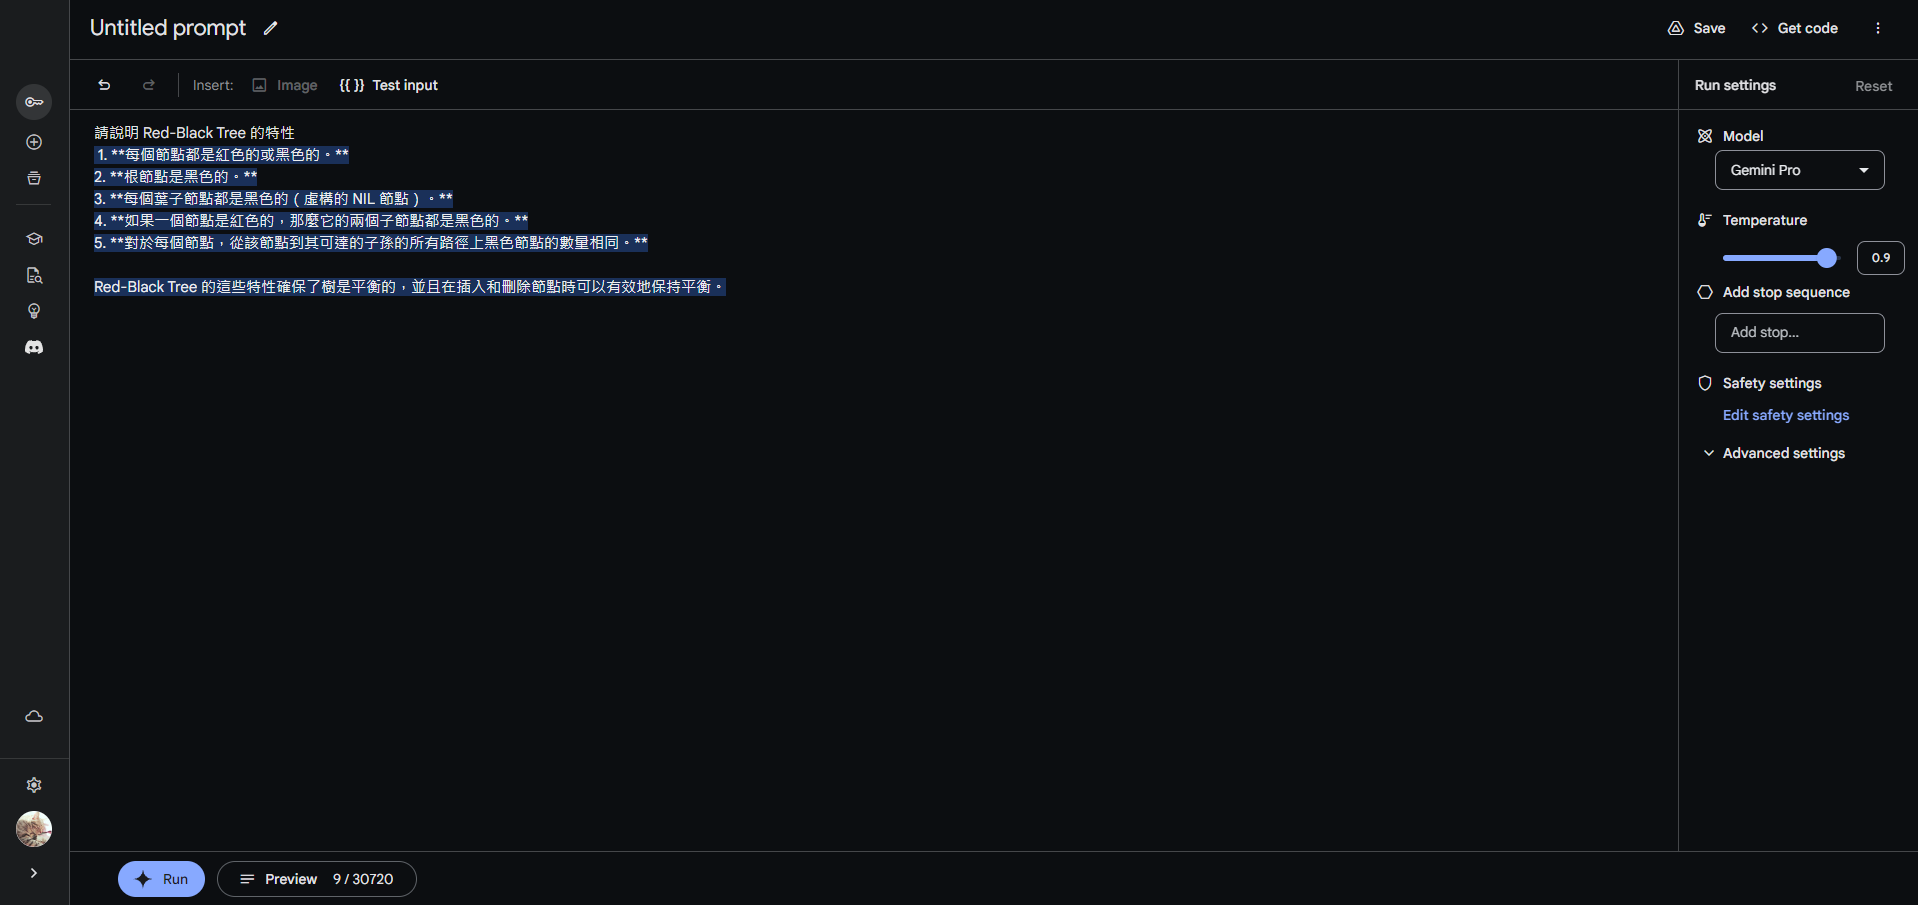 Untitled prompt
Save
Get code
Insert:
Image
{{ }} Test input
請說明 Red-Black Tree 的特性
1. **每個節點都是紅色的或黑色的。**
2. **根節點是黑色的。**
3. **每個葉子節點都是黑色的（虛構的 NIL 節點）。**
4. **如果一個節點是紅色的，那麼它的兩個子節點都是黑色的。**
5. **對於每個節點，從該節點到其可達的子孫的所有路徑上黑色節點的數量相同。**
Red-Black Tree 的這些特性確保了樹是平衡的，並且在插入和刪除節點時可以有效地保持平衡。
Run settings
Reset
Model
Gemini Pro
Temperature
0.9
Add stop sequence
Add stop...
Safety settings
Edit safety settings
Advanced settings
Run
Preview 9 / 30720